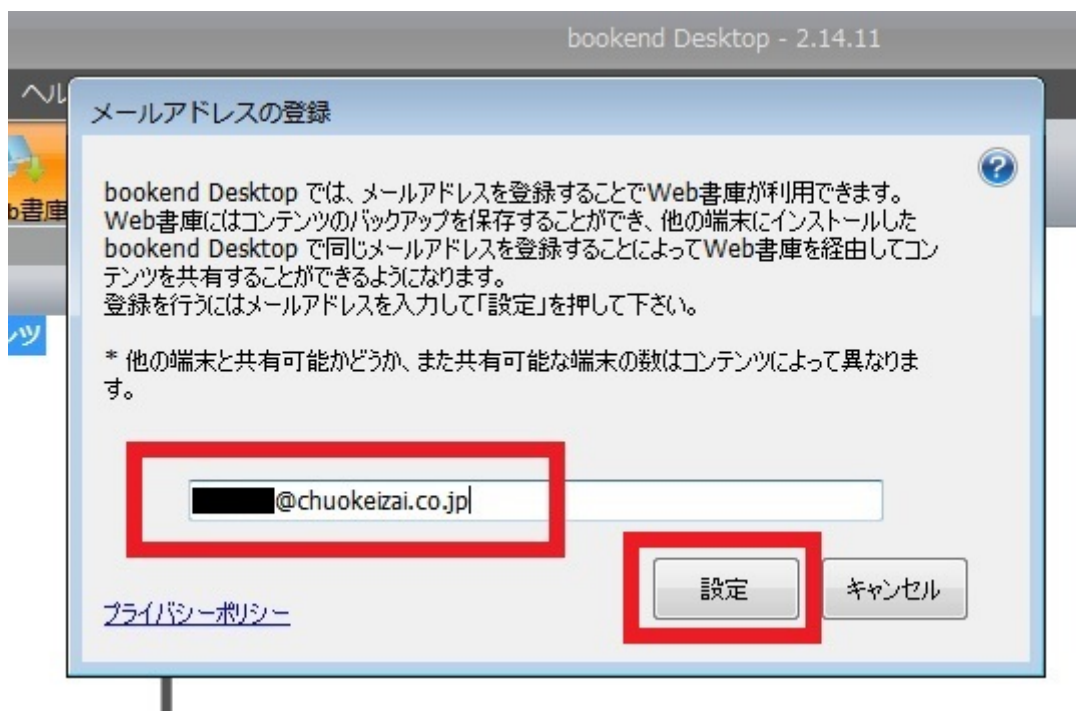 bookend Desktop - 2.14.11
ヘル
メールアドレスの登録
書庫
bookend Desktop では、メールアドレスを登録することでWeb書庫が利用できます。
Web書庫にはコンテンツのバックアップを保存することができ、他の端末にインストールした
bookend Desktop で同じメールアドレスを登録することによってWeb書庫を経由してコン
テンツを共有することができるようになります。
登録を行うにはメールアドレスを入力して「設定」を押して下さい。
ンツ
* 他の端末と共有可能かどうか、また共有可能な端末の数はコンテンツによって異なりま
す。
@chuokeizai.co.jp
設定
キャンセル
プライバシーポリシー